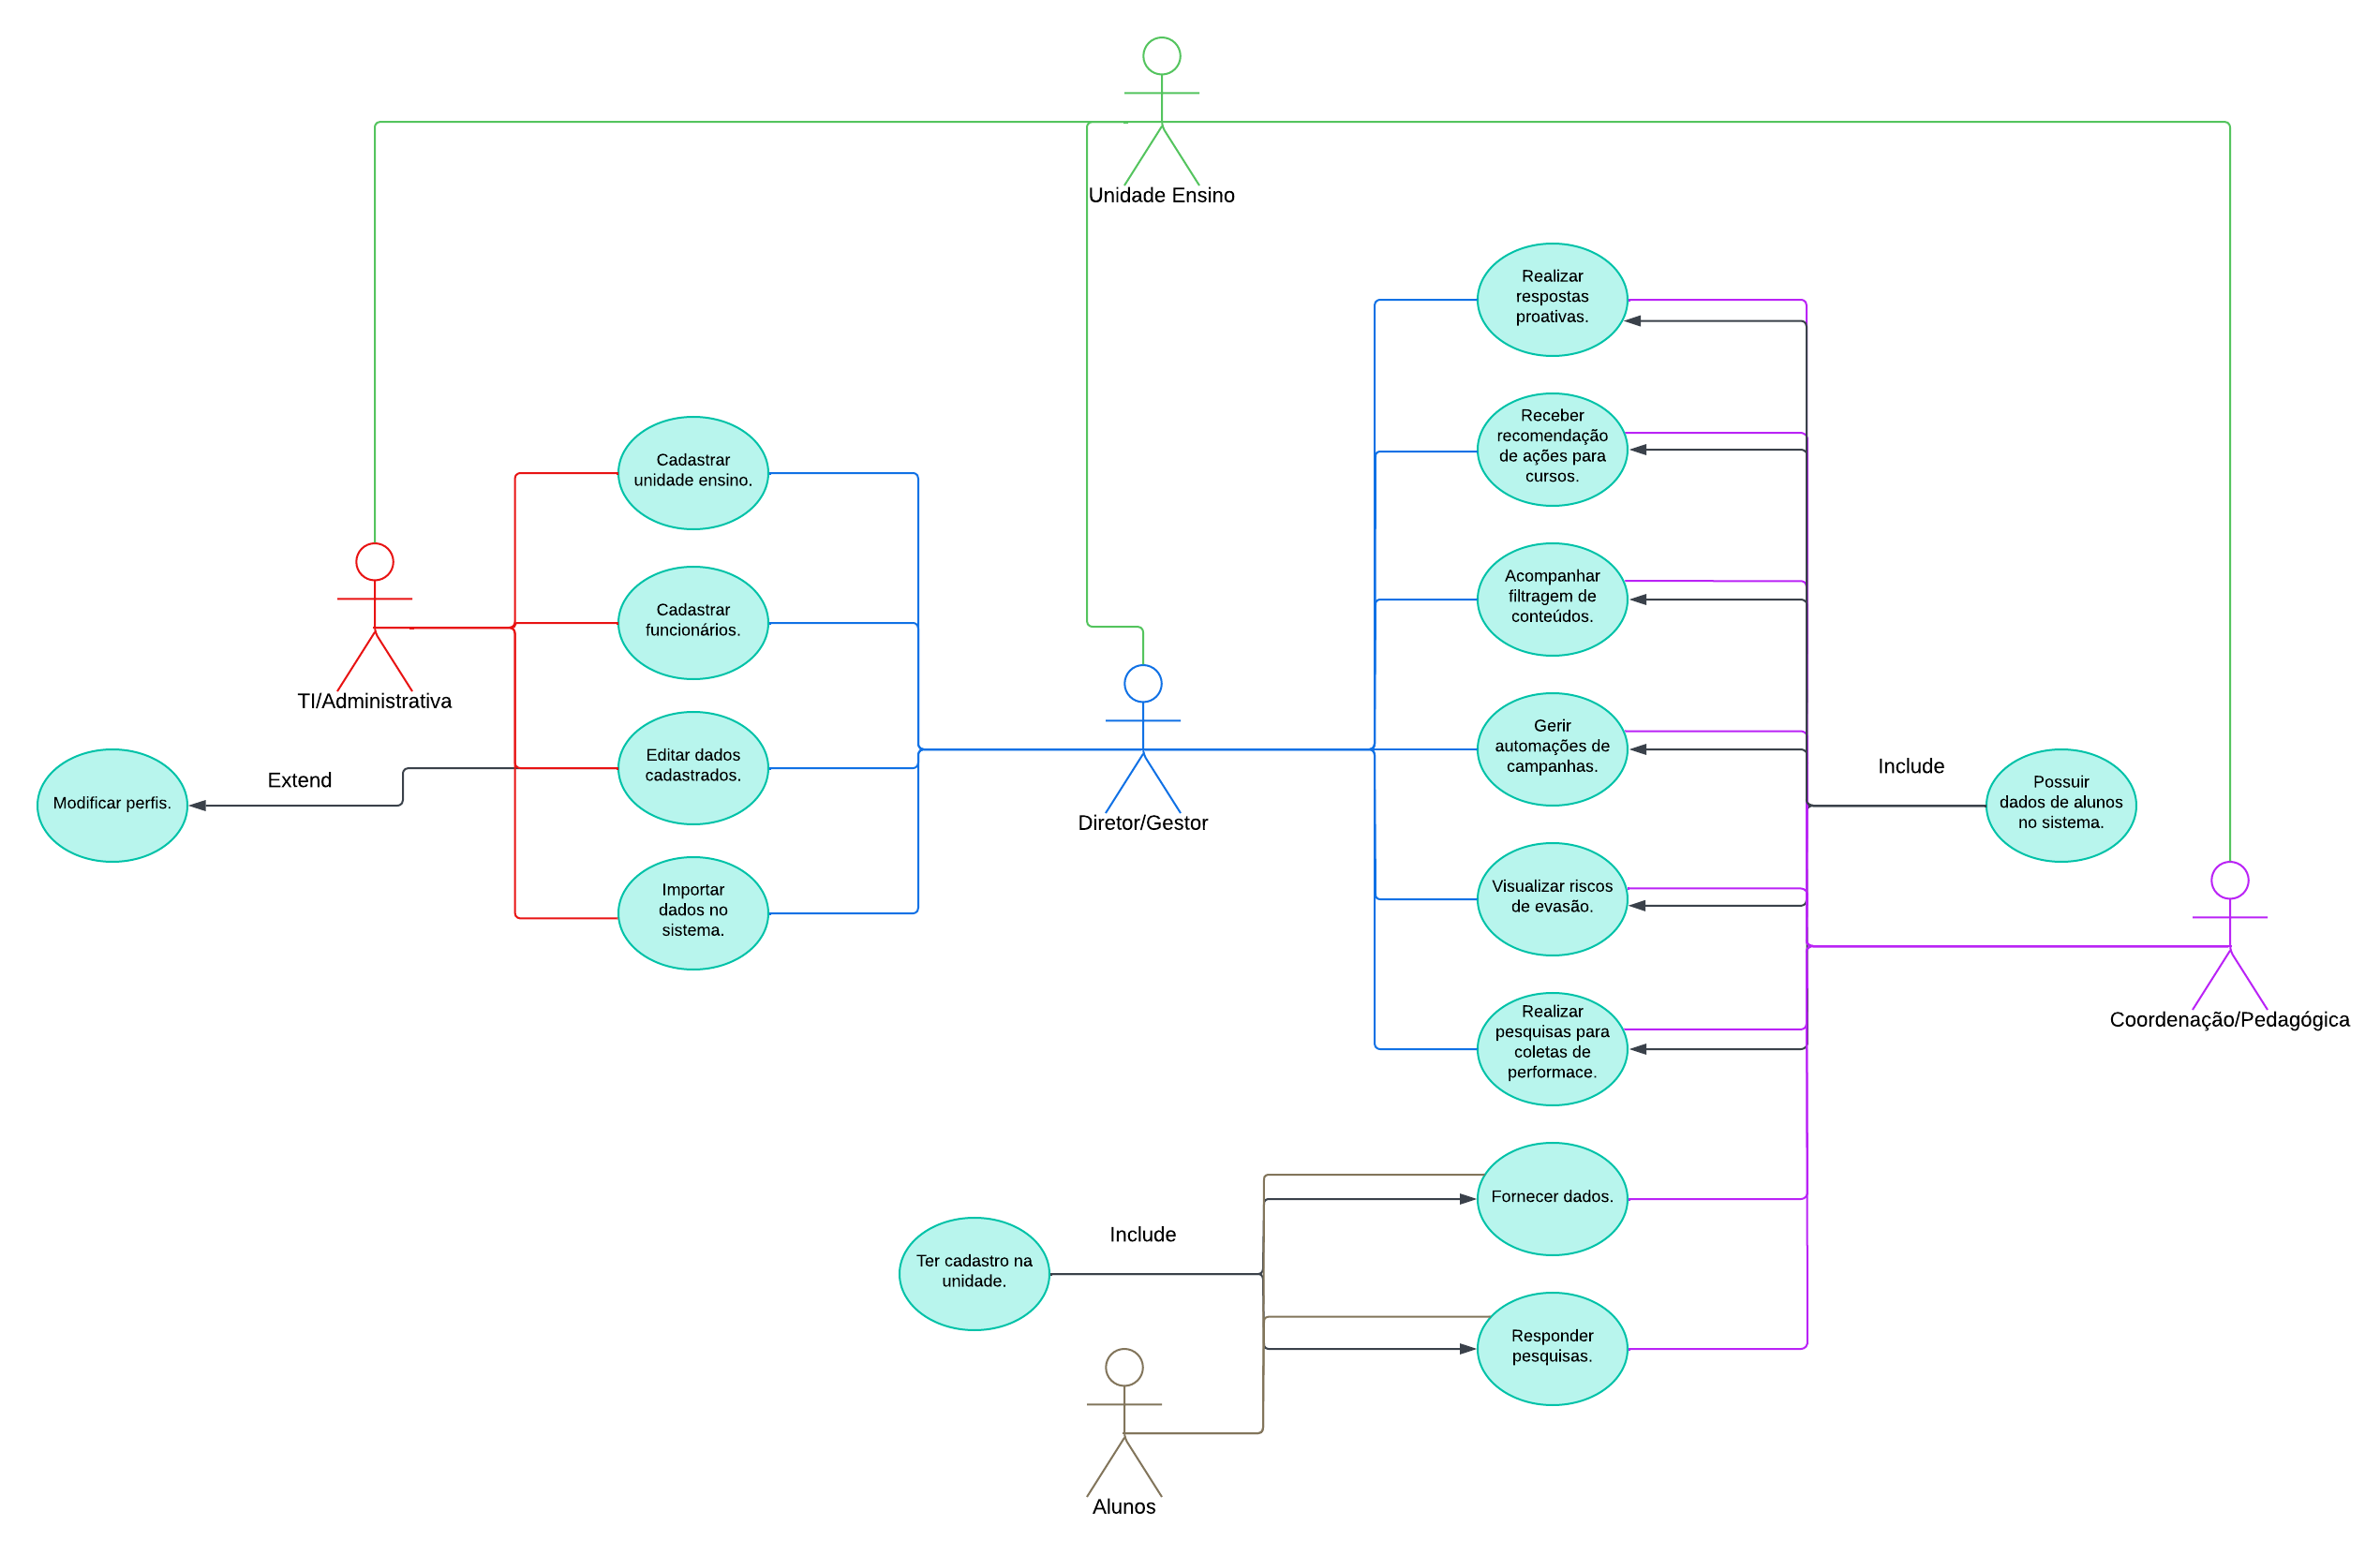 Unidade Ensino
Realizar
respostas
proativas.
Receber
recomendação
de ações para
cursos.
Cadastrar
unidade ensino.
Acompanhar
filtragem de
conteúdos.
Cadastrar
funcionários.
TI/Administrativa
Gerir
automações de
campanhas.
Editar dados
cadastrados.
Extend
Modificar perfis.
Include
Possuir
dados de alunos
no sistema.
Diretor/Gestor
Importar
dados no
sistema.
Visualizar riscos
de evasão.
Realizar
pesquisas para
coletas de
performace.
Coordenação/Pedagógica
Fornecer dados.
Include
Ter cadastro na
unidade.
Responder
pesquisas.
Alunos